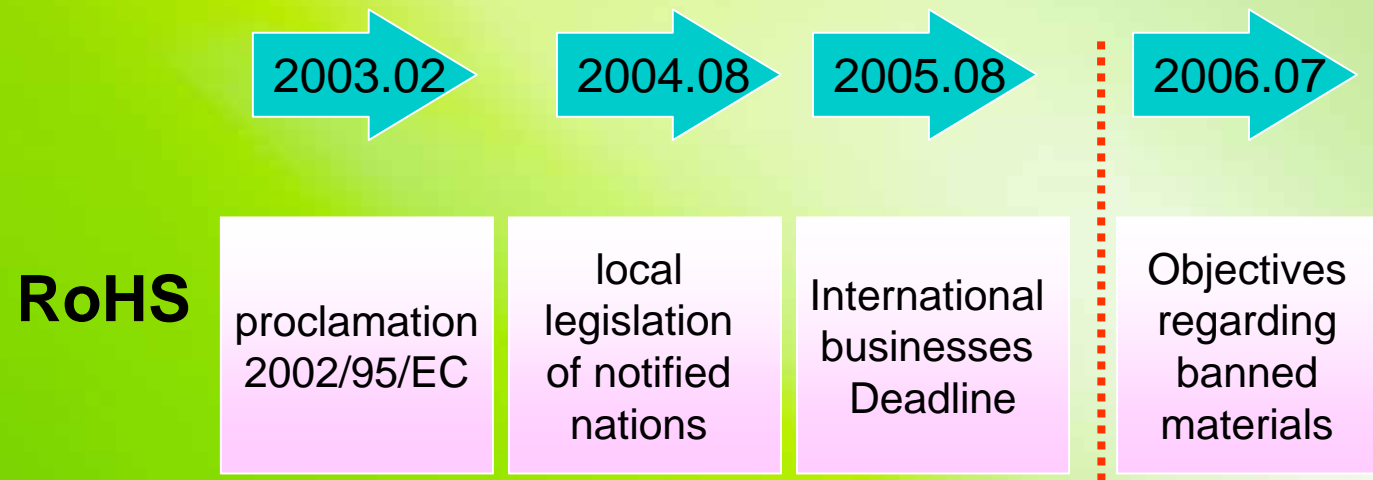 2003.02
2004.08
2005.08
2006.07
RoHS
proclamation
2002/95/EC
local
legislation
of notified
nations
International
businesses
Deadline
Objectives
regarding
banned
materials